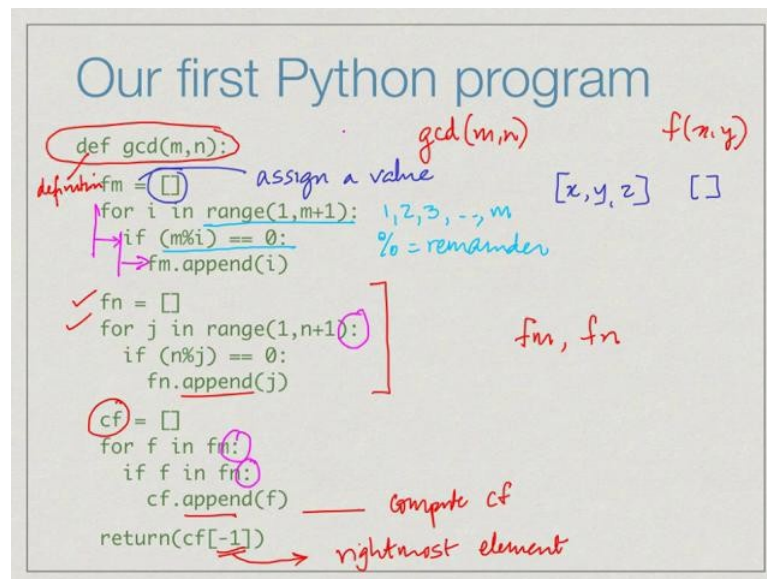 Our first Python program
def gcd(m,n): gcd(m,n) f(x,y)
definition fm = [] assign a value [x,y,z] []
for i in range(1,m+1): 1,2,3, .., m
if (m%i) == 0: % = remainder
fm.append(i)
fn = []
for j in range(1,n+1): fm, fn
if (n%j) == 0:
fn.append(j)
cf = []
for f in fm:
if f in fn:
cf.append(f) compute cf
return(cf[-1]) rightmost element